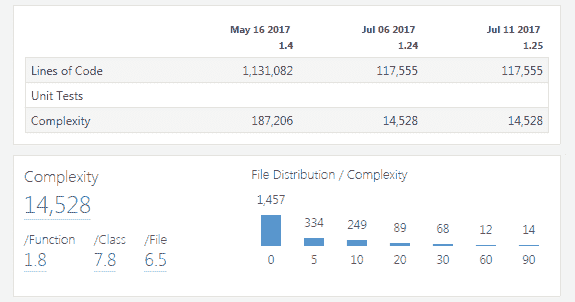 May 16 2017 Jul 06 2017 Jul 11 2017
1.4 1.24 1.25
Lines of Code 1,131,082 117,555 117,555
Unit Tests
Complexity 187,206 14,528 14,528
Complexity
14,528
/Function /Class /File
1.8 7.8 6.5
File Distribution / Complexity
1,457 334 249 89 68 12 14
0 5 10 20 30 60 90